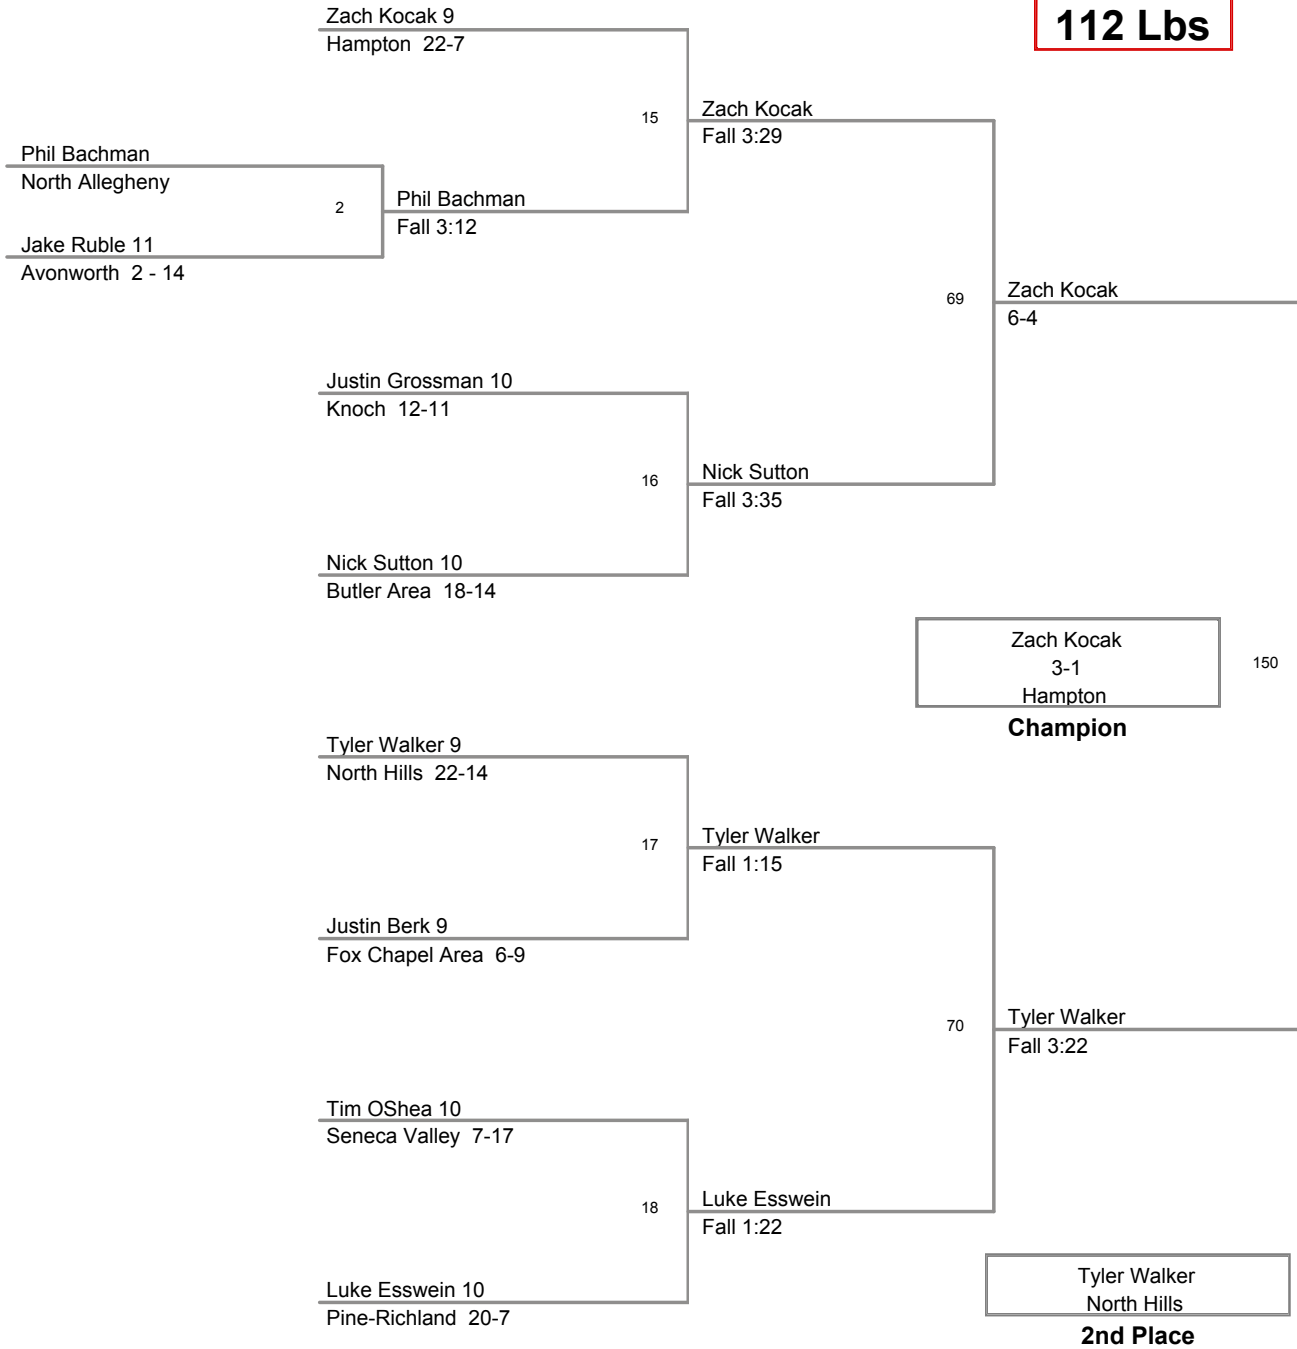 112 Lbs
Zach Kocak 9
Hampton 22-7
15
Zach Kocak
Fall 3:29
Phil Bachman
North Allegheny
2
Phil Bachman
Fall 3:12
Jake Ruble 11
Avonworth 2 - 14
69
Zach Kocak
6-4
Justin Grossman 10
Knoch 12-11
16
Nick Sutton
Fall 3:35
Nick Sutton 10
Butler Area 18-14
Zach Kocak
3-1
Hampton
150
Champion
Tyler Walker 9
North Hills 22-14
17
Tyler Walker
Fall 1:15
Justin Berk 9
Fox Chapel Area 6-9
70
Tyler Walker
Fall 3:22
Tim OShea 10
Seneca Valley 7-17
18
Luke Esswein
Fall 1:22
Luke Esswein 10
Pine-Richland 20-7
Tyler Walker
North Hills
2nd Place